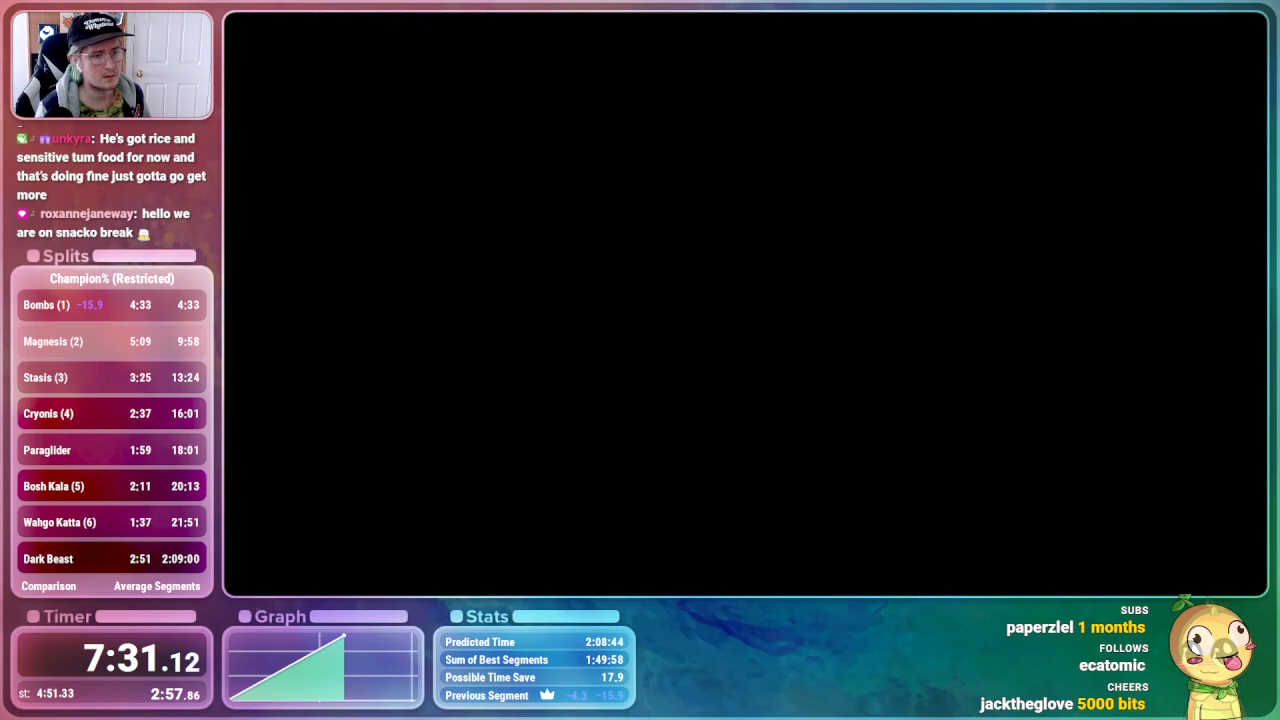 unkyra: He's got rice and
sensitive tum food for now and
that's doing fine just gotta go get
more
roxannejaneway: hello we
are on snacko break
Splits
Champion% (Restricted)
Bombs (1) -15.9 4:33 4:33
Magnesis (2) 5:09 9:58
Stasis (3) 3:25 13:24
Cryonis (4) 2:37 16:01
Paraglider 1:59 18:01
Bosh Kala (5) 2:11 20:13
Wahgo Katta (6) 1:37 21:51
Dark Beast 2:51 2:09:00
Comparison Average Segments
Timer
7:31.12
st: 4:51.33 2:57.86
Graph
Stats
Predicted Time 2:08:44
Sum of Best Segments 1:49:58
Possible Time Save 17.9
Previous Segment -4.3 -15.9
SUBS
paperzlel 1 months
FOLLOWS
ecatomic
CHEERS
jacktheglove 5000 bits